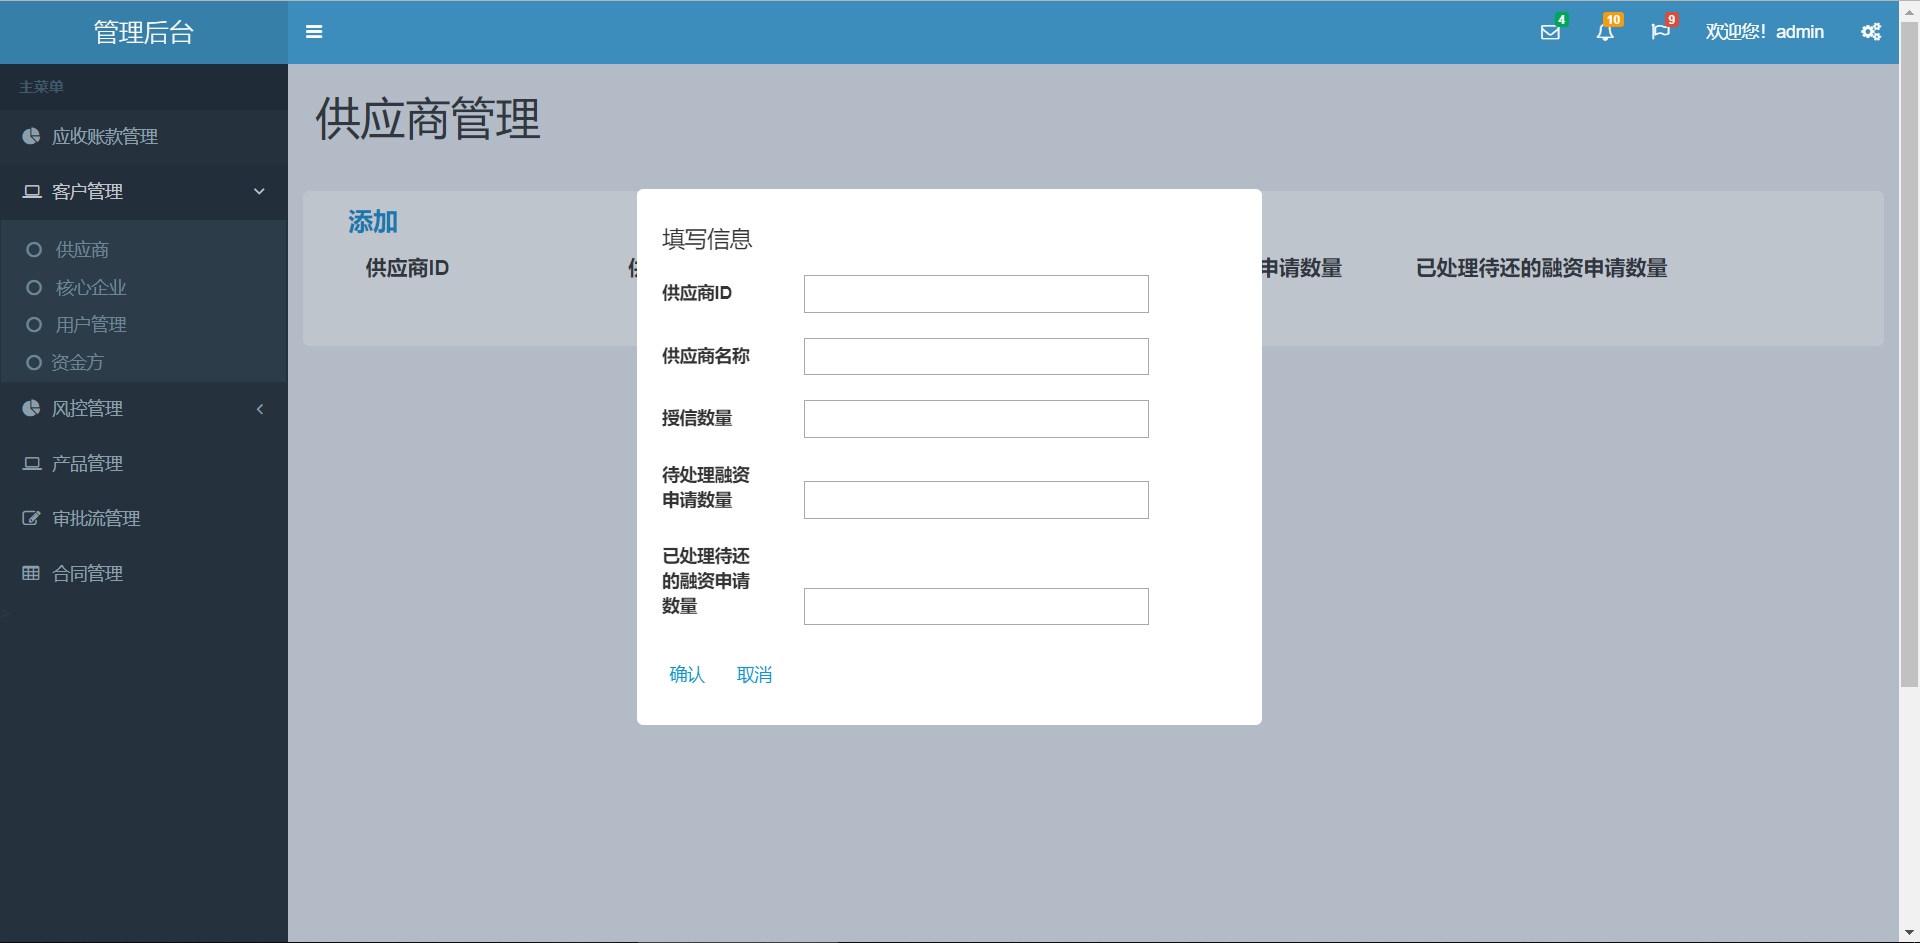 管理后台
4
10
9
欢迎您！admin
主菜单
应收账款管理
客户管理
供应商
核心企业
用户管理
资金方
风控管理
产品管理
审批流管理
合同管理
供应商管理
添加
供应商ID
申请数量
已处理待还的融资申请数量
填写信息
供应商ID
供应商名称
授信数量
待处理融资
申请数量
已处理待还
的融资申请
数量
确认
取消